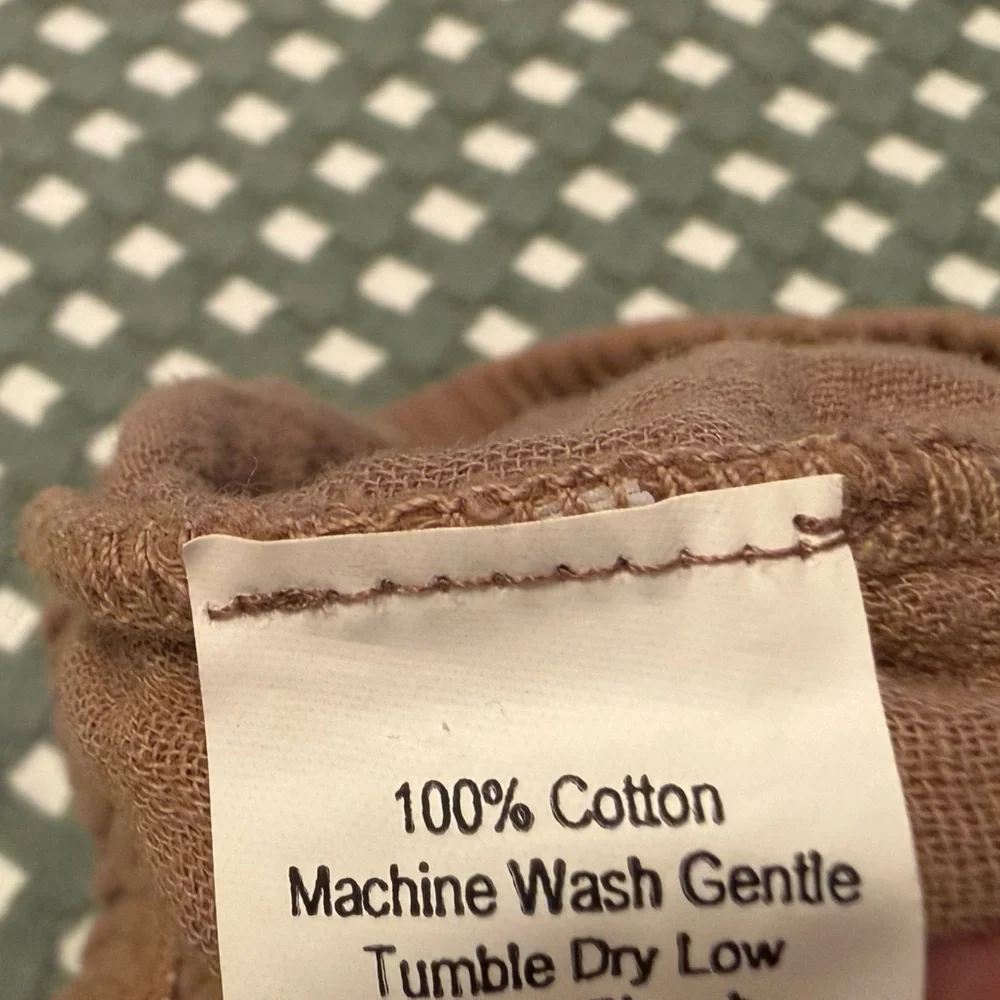 100% Cotton
Machine Wash Gentle
Tumble Dry Low